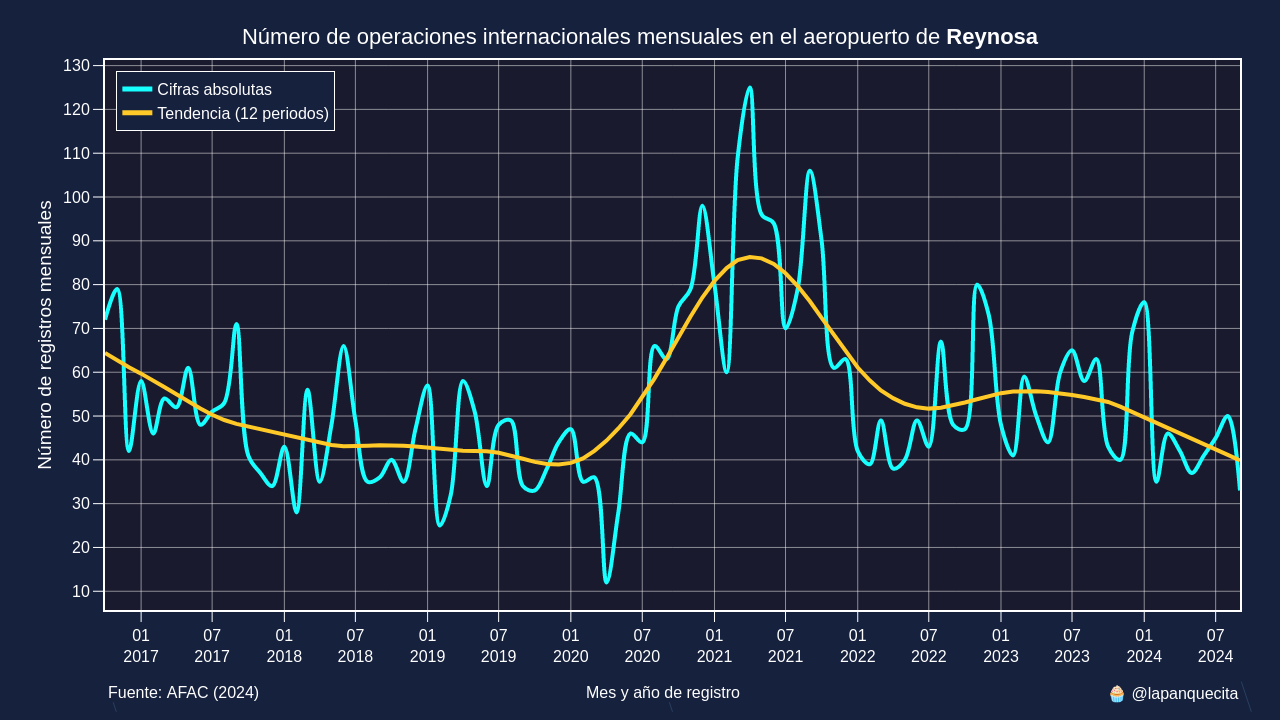 Número de operaciones internacionales mensuales en el aeropuerto de Reynosa
Cifras absolutas
Tendencia (12 periodos)
Número de registros mensuales
130
120
110
100
90
80
70
60
50
40
30
20
10
01 07 01 07 01 07 01 07 01 07 01 07 01 07 01 07
2017 2017 2018 2018 2019 2019 2020 2020 2021 2021 2022 2022 2023 2023 2024 2024
Fuente: AFAC (2024) Mes y año de registro 🧁 @lapanquecita